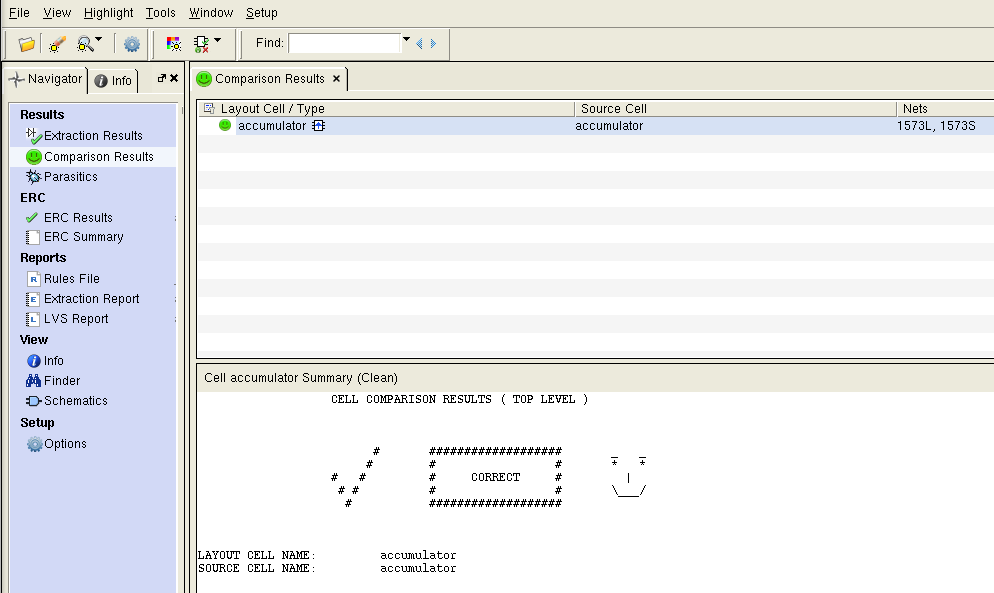 File View Highlight Tools Window Setup
Find:
Navigator Info
Comparison Results
Results
Extraction Results
Comparison Results
Parasitics
ERC
ERC Results
ERC Summary
Reports
Rules File
Extraction Report
LVS Report
View
Info
Finder
Schematics
Setup
Options
Layout Cell / Type Source Cell Nets
accumulator accumulator 1573L, 1573S
Cell accumulator Summary (Clean)
CELL COMPARISON RESULTS ( TOP LEVEL )
# ################## _ _
# # # * *
# # # CORRECT # |
# # # # \___/
# ##################
LAYOUT CELL NAME: accumulator
SOURCE CELL NAME: accumulator